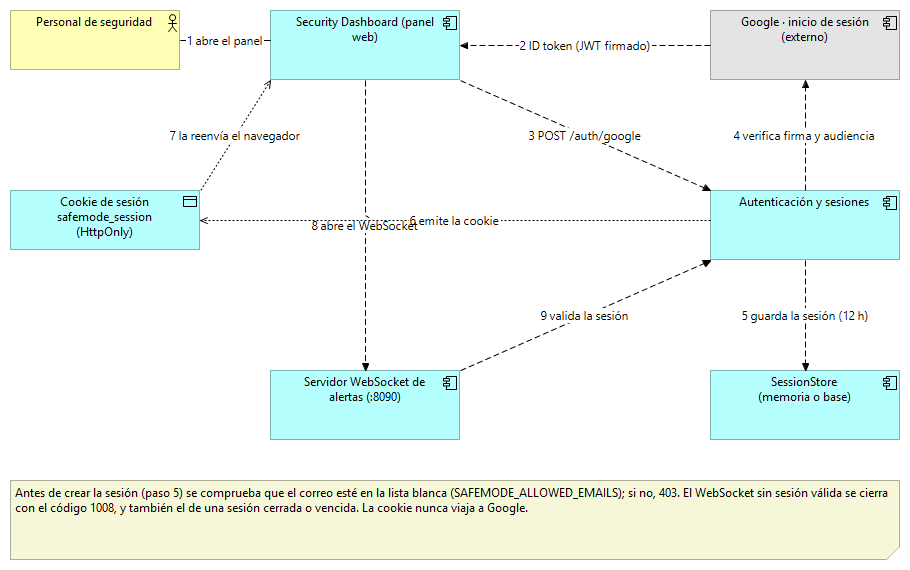 Personal de seguridad
Security Dashboard (panel
web)
Google · inicio de sesión
(externo)
1 abre el panel
2 ID token (JWT firmado)
7 la reenvía el navegador
3 POST /auth/google
4 verifica firma y audiencia
Cookie de sesión
safemode_session
(HttpOnly)
Autenticación y sesiones
8 abre el WebSocket
6 emite la cookie
9 valida la sesión
5 guarda la sesión (12 h)
Servidor WebSocket de
alertas (:8090)
SessionStore
(memoria o base)
Antes de crear la sesión (paso 5) se comprueba que el correo esté en la lista blanca (SAFEMODE_ALLOWED_EMAILS); si no, 403. El WebSocket sin sesión válida se cierra
con el código 1008, y también el de una sesión cerrada o vencida. La cookie nunca viaja a Google.